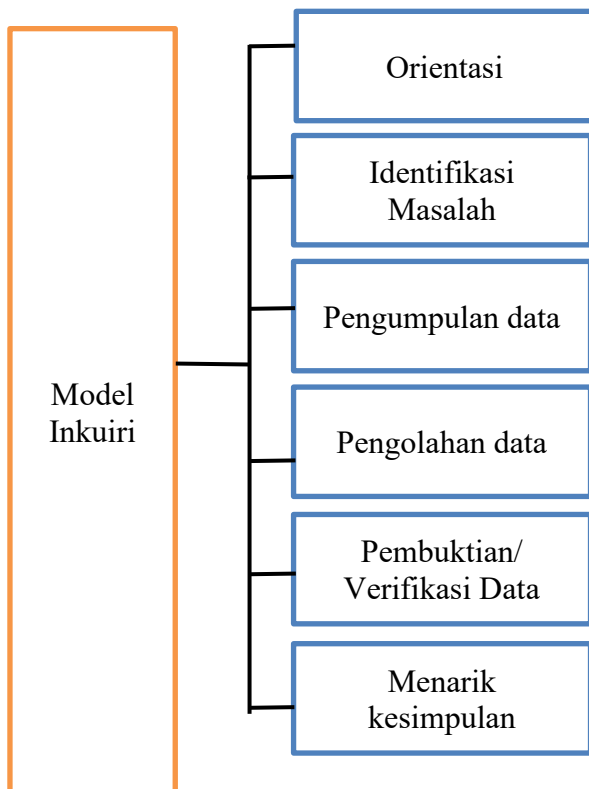 Model
Inkuiri
Orientasi
Identifikasi
Masalah
Pengumpulan data
Pengolahan data
Pembuktian/
Verifikasi Data
Menarik
kesimpulan